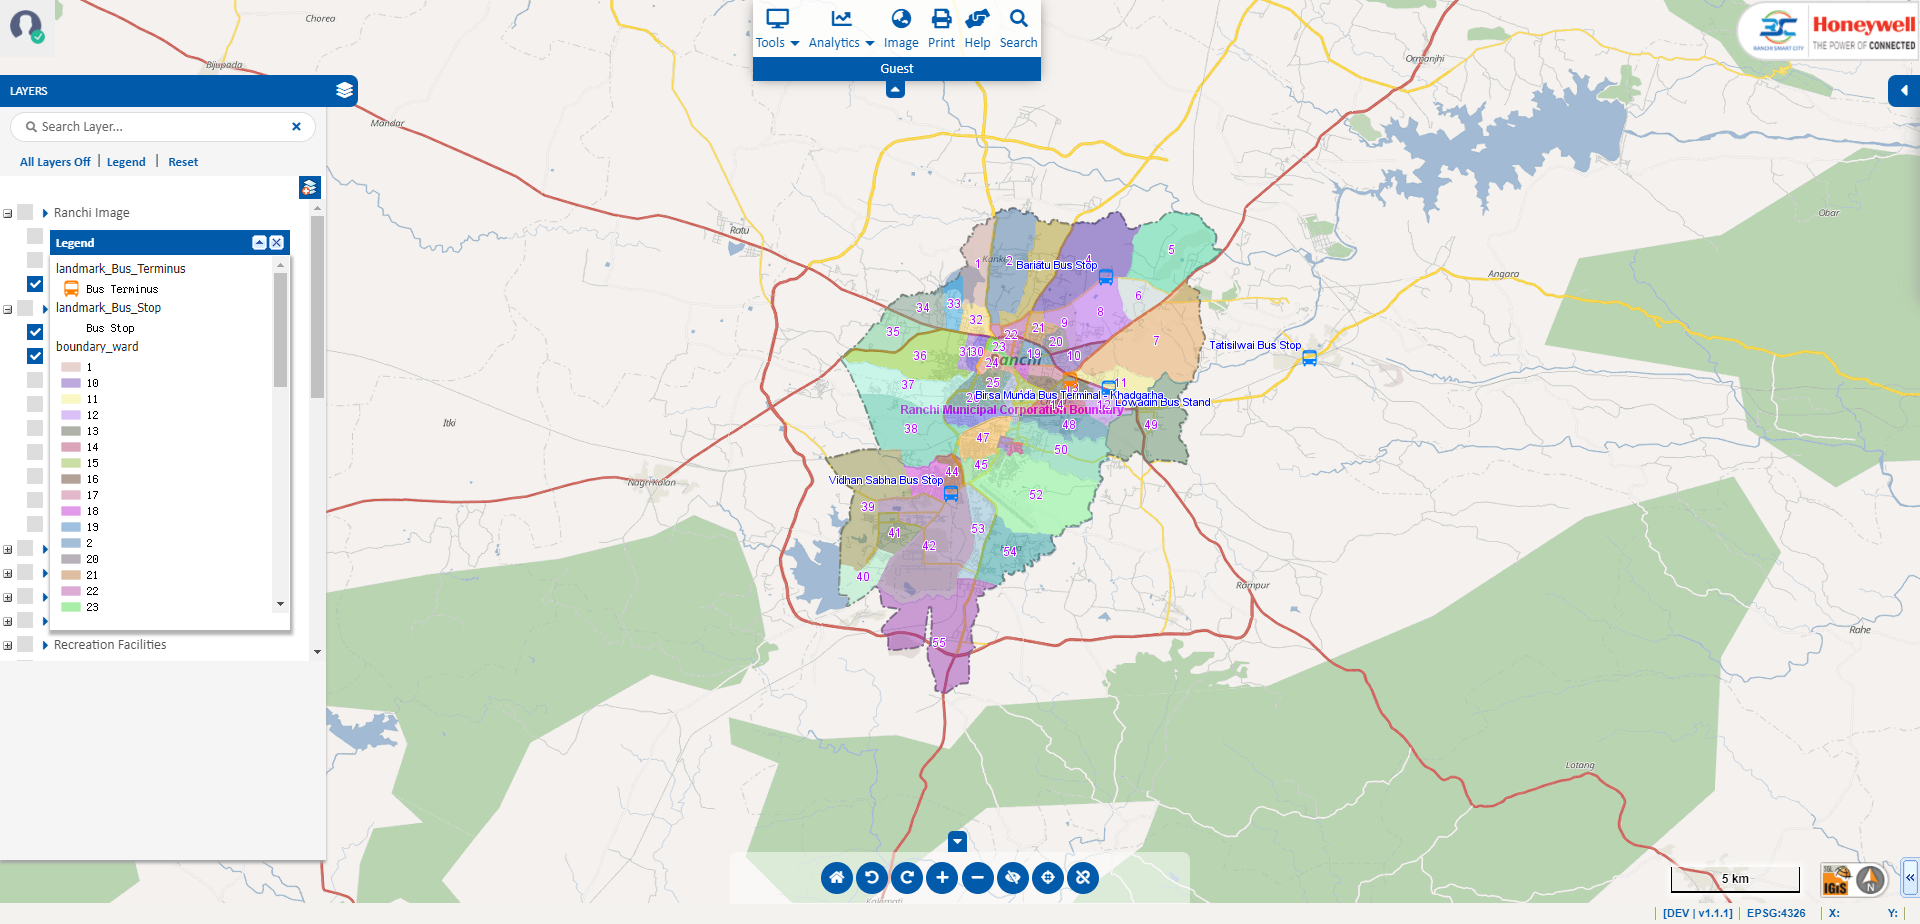 Tools
Analytics
Image
Print
Help
Search
Guest
RANCHI SMART CITY
Honeywell
THE POWER OF CONNECTED
LAYERS
Search Layer...
All Layers Off
Legend
Reset
Ranchi Image
Legend
landmark_Bus_Terminus
Bus Terminus
landmark_Bus_Stop
Bus Stop
boundary_ward
1
10
11
12
13
14
15
16
17
18
19
2
20
21
22
23
Recreation Facilities
Chorea
Bijupada
Mandar
Ratu
Itki
Nagri Kalan
Ormanjhi
Obar
Angara
Rampur
Rahe
Lotang
Kalamati
Kanke
1
2
4
Bariatu Bus Stop
5
6
7
8
9
33
34
35
32
22
21
20
36
31
30
23
19
10
Ranchi
24
Tatisilwai Bus Stop
37
25
11
Birsa Munda Bus Terminal - Khadgarha
Lowadih Bus Stand
Ranchi Municipal Corporation Boundary
38
48
49
47
50
45
44
Vidhan Sabha Bus Stop
52
39
41
42
53
54
40
55
5 km
IGiS
N
[DEV | v1.1.1]
EPSG:4326
X:
Y: